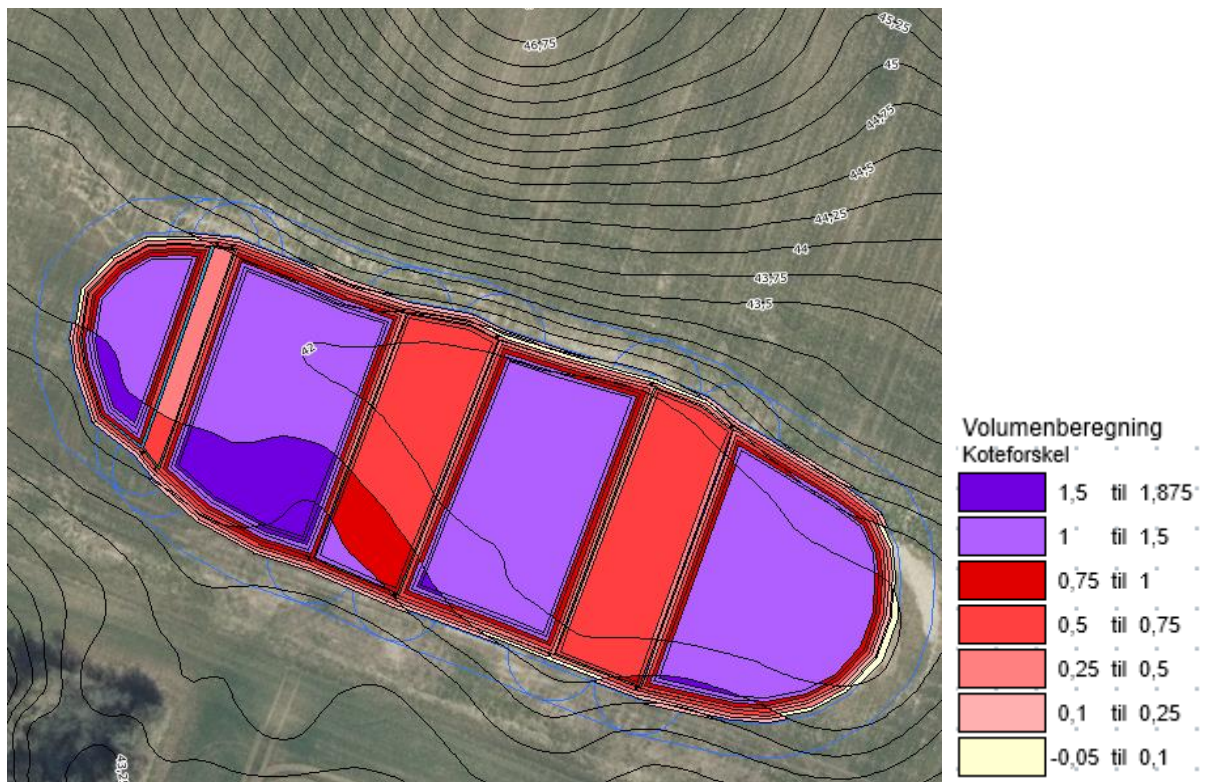 45,25
46,75
45
44,75
44,5
44,25
44
43,75
43,5
42
Volumenberegning
Koteforskel
1,5 til 1,875
1 til 1,5
0,75 til 1
0,5 til 0,75
0,25 til 0,5
0,1 til 0,25
-0,05 til 0,1